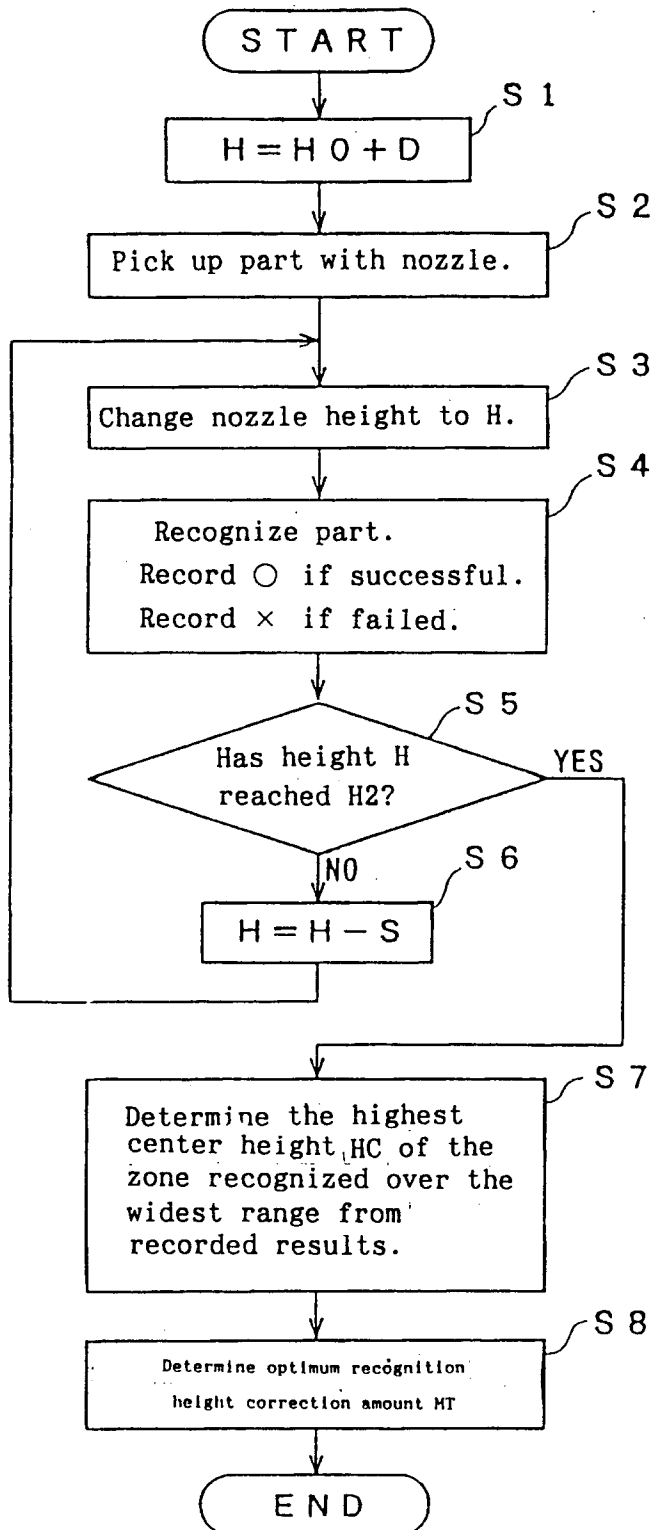 START
S 1
H = H 0 + D
S 2
Pick up part with nozzle.
S 3
Change nozzle height to H.
S 4
Recognize part.
Record ○ if successful.
Record × if failed.
S 5
Has height H
reached H2?
YES
NO
S 6
H = H − S
S 7
Determine the highest
center height HC of the
zone recognized over the
widest range from
recorded results.
S 8
Determine optimum recognition
height correction amount MT
END